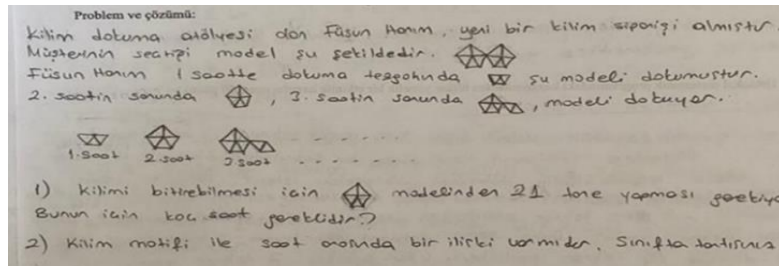 Problem ve çözümü:
Kilim dokuma atölyesi olan Füsun Hanım, yeni bir kilim siparişi almıştır.
Müşterinin seçtiği model şu şekildedir.
Füsun Hanım 1 saatte dokuma tezgahında şu modeli dokumuştur.
2. saatin sonunda , 3. saatin sonunda , modeli dokuyor.
1.saat 2.saat 3.saat
1) Kilimi bitirebilmesi için modelinden 21 tane yapması gerekiyo
Bunun için kaç saat gereklidir?
2) Kilim motifi ile saat arasında bir ilişki varmıdır. Sınıfta tartışınız